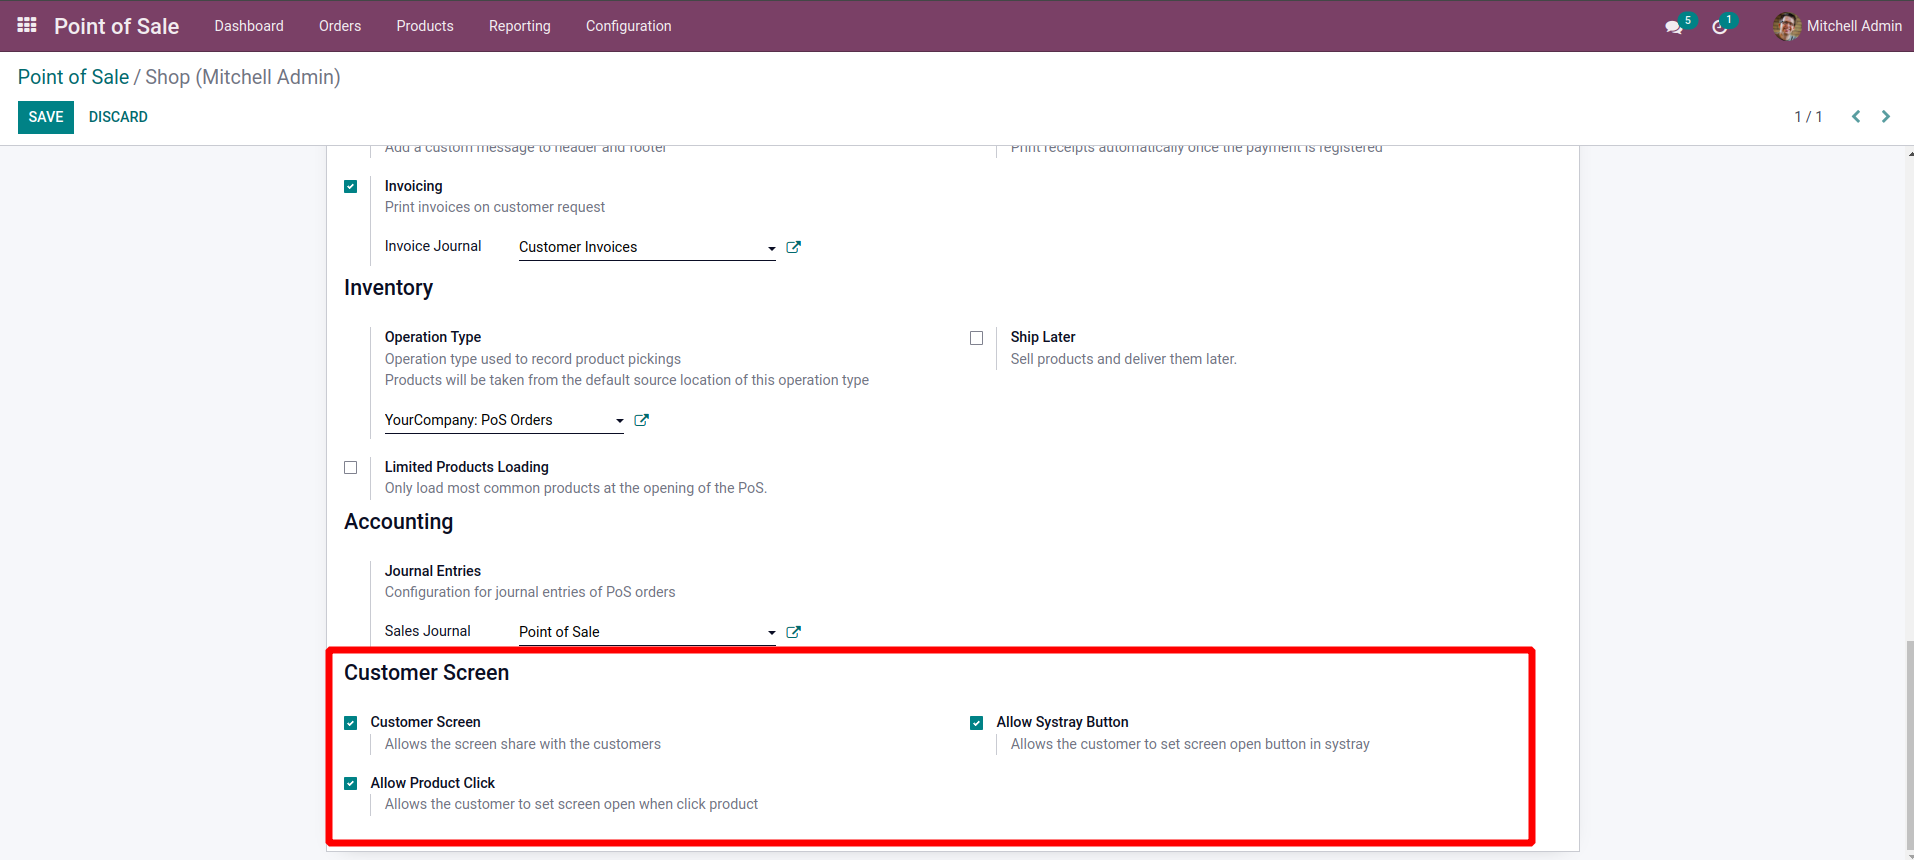 Point of Sale Dashboard Orders Products Reporting Configuration 5 1 Mitchell Admin
Point of Sale / Shop (Mitchell Admin)
SAVE DISCARD 1 / 1
Add a custom message to header and footer Print receipts automatically once the payment is registered
Invoicing
Print invoices on customer request
Invoice Journal Customer Invoices
Inventory
Operation Type Ship Later
Operation type used to record product pickings Sell products and deliver them later.
Products will be taken from the default source location of this operation type
YourCompany: PoS Orders
Limited Products Loading
Only load most common products at the opening of the PoS.
Accounting
Journal Entries
Configuration for journal entries of PoS orders
Sales Journal Point of Sale
Customer Screen
Customer Screen Allow Systray Button
Allows the screen share with the customers Allows the customer to set screen open button in systray
Allow Product Click
Allows the customer to set screen open when click product